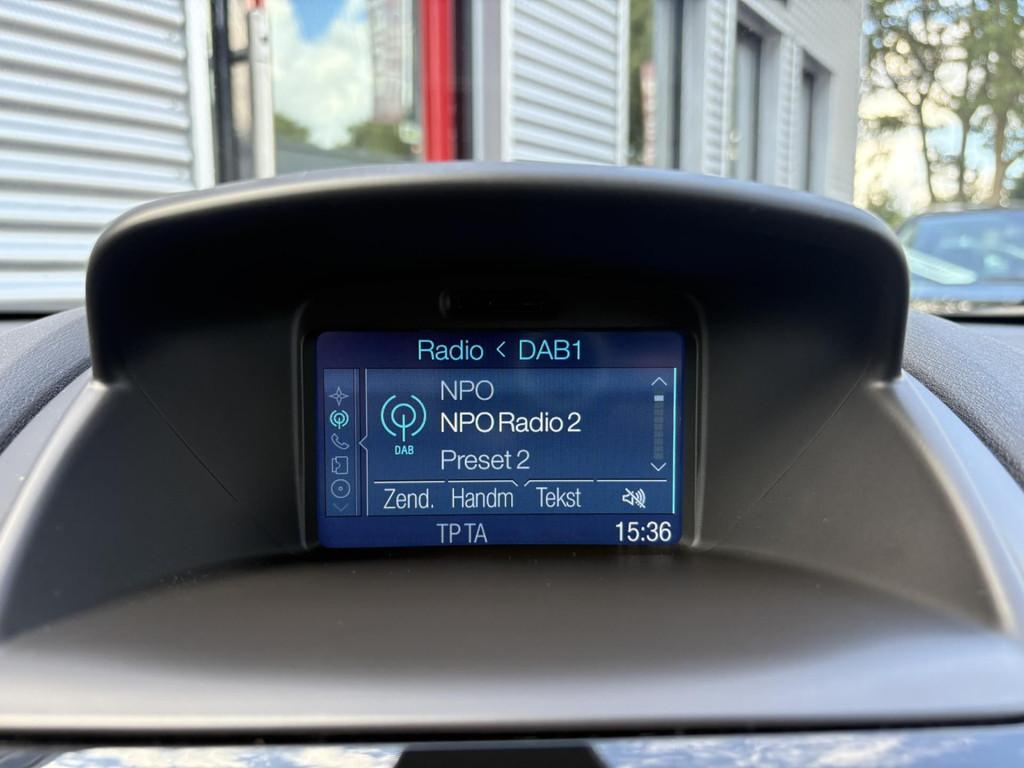 Radio < DAB1
NPO
NPO Radio 2
DAB
Preset 2
Zend. Handm Tekst
TP TA 15:36